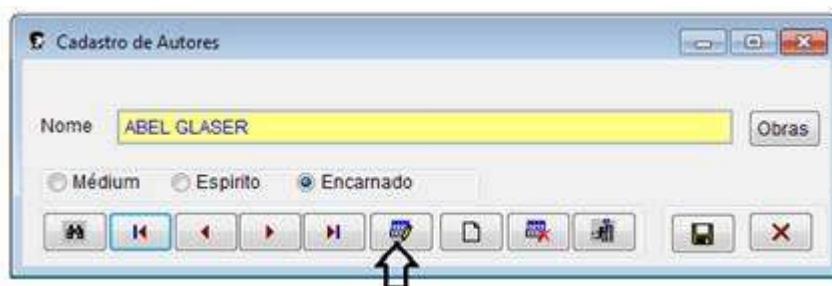 Cadastro de Autores
Nome ABEL GLASER Obras
Médium Espirito Encarnado